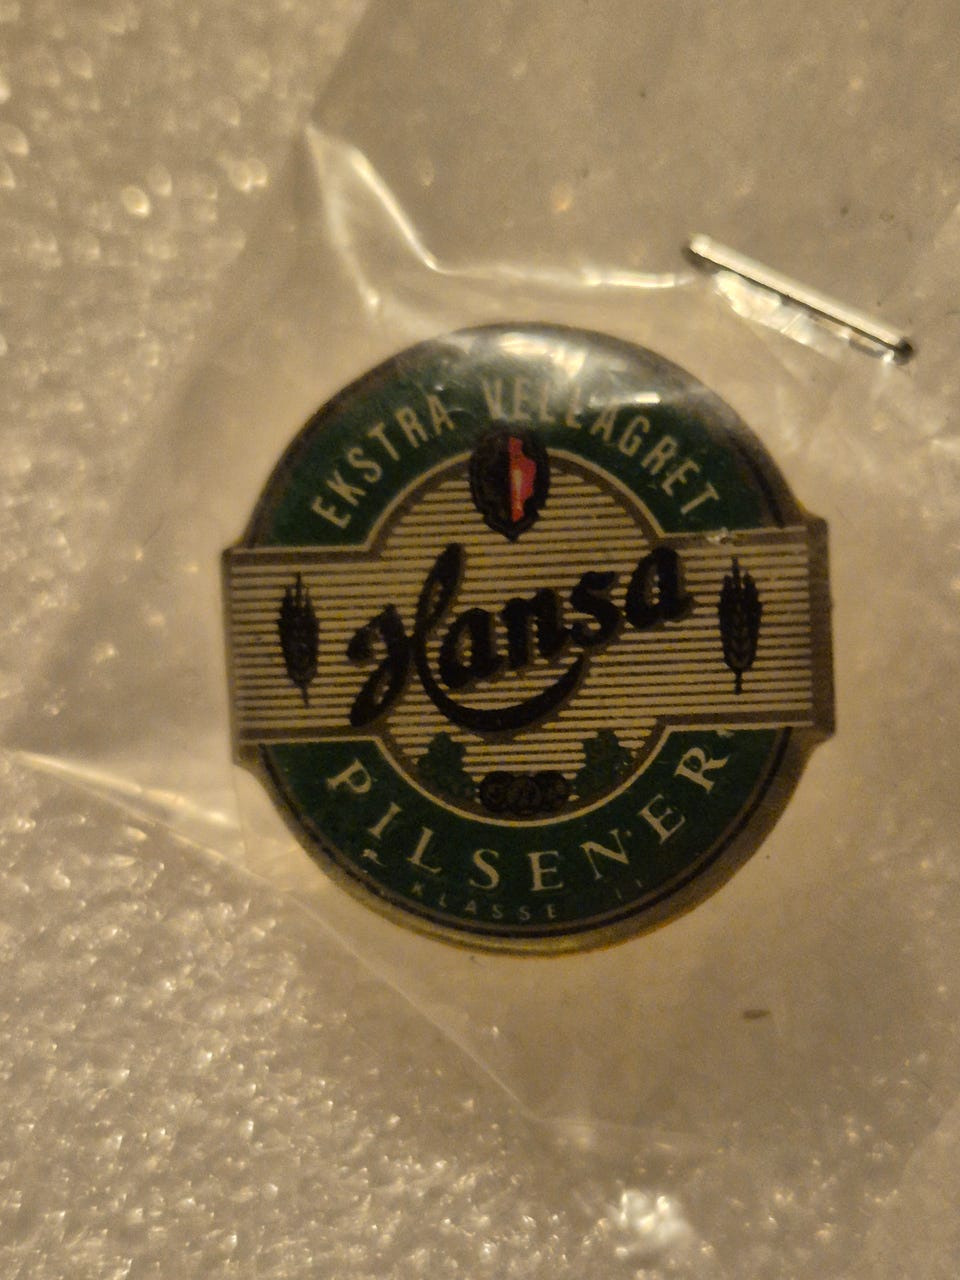 EKSTRA VELLAGRET
Hansa
PILSENER
KLASSE